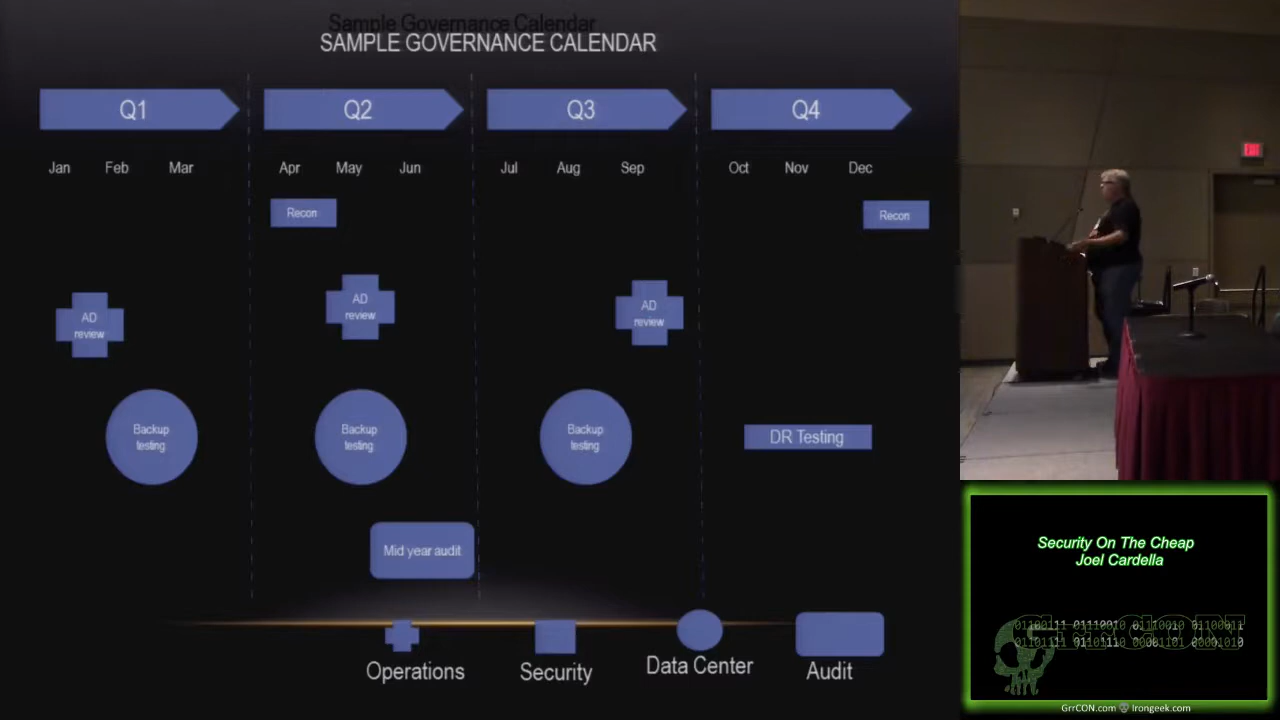 Sample Governance Calendar
SAMPLE GOVERNANCE CALENDAR
Q1
Q2
Q3
Q4
Jan
Feb
Mar
Apr
May
Jun
Jul
Aug
Sep
Oct
Nov
Dec
Recon
Recon
AD
review
AD
review
AD
review
Backup
testing
Backup
testing
Backup
testing
DR Testing
Mid year audit
Operations
Security
Data Center
Audit
EXIT
Security On The Cheap
Joel Cardella
GrrCON
GrrCON.com
Irongeek.com